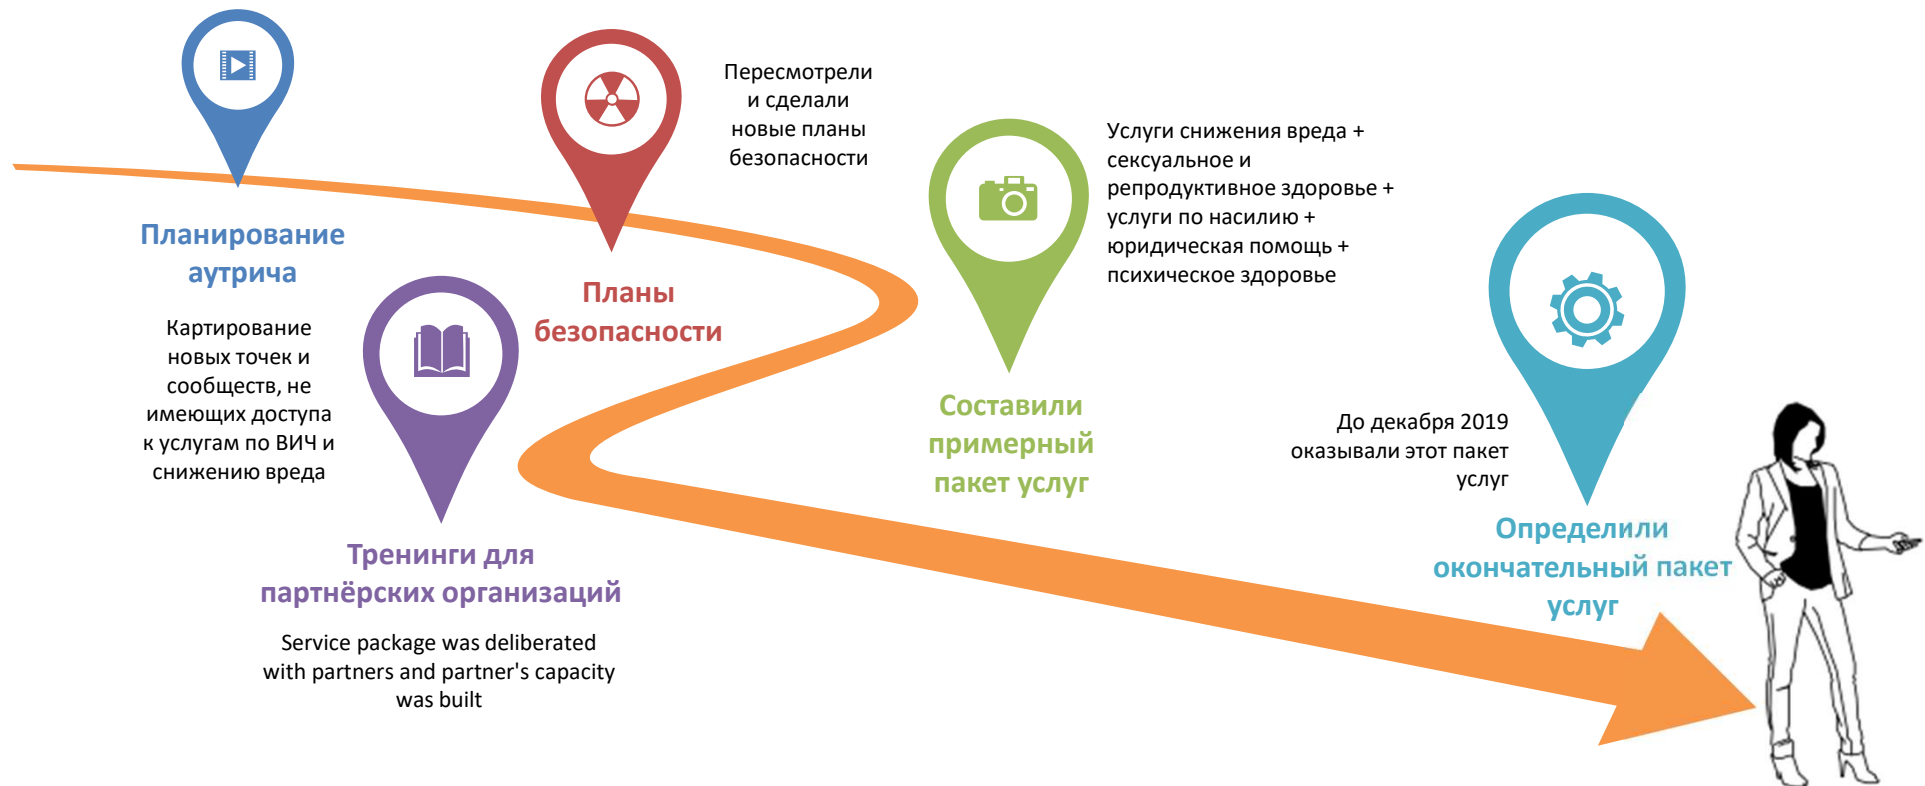 Планирование
аутрича
Картирование
новых точек и
сообществ, не
имеющих доступа
к услугам по ВИЧ и
снижению вреда
Планы
безопасности
Пересмотрели
и сделали
новые планы
безопасности
Тренинги для
партнёрских организаций
Service package was deliberated
with partners and partner's capacity
was built
Составили
примерный
пакет услуг
Услуги снижения вреда +
сексуальное и
репродуктивное здоровье +
услуги по насилию +
юридическая помощь +
психическое здоровье
До декабря 2019
оказывали этот пакет
услуг
Определили
окончательный пакет
услуг